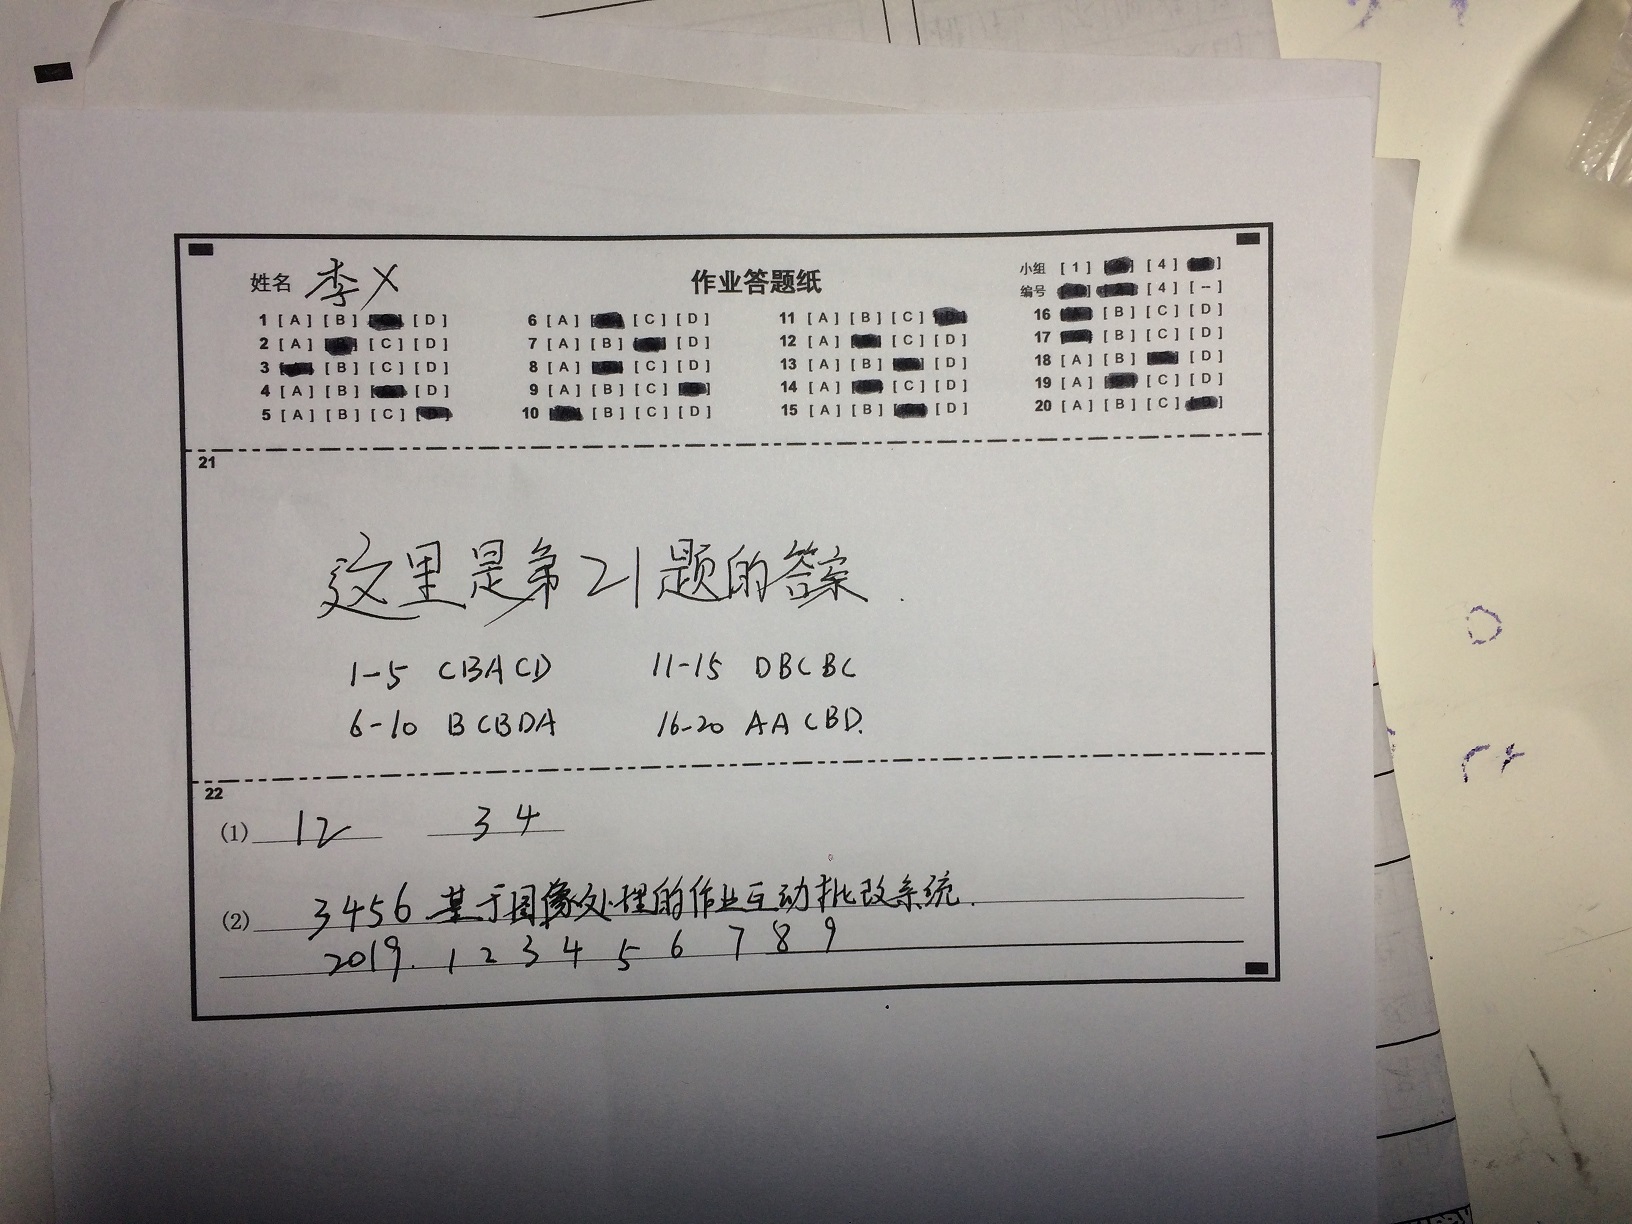 姓名 李X
作业答题纸
小组 [ 1 ] [ 4 ]
编号 [ 4 ] [ -- ]
1 [ A ] [ B ] [ D ]
2 [ A ] [ C ] [ D ]
3 [ B ] [ C ] [ D ]
4 [ A ] [ B ] [ D ]
5 [ A ] [ B ] [ C ]
6 [ A ] [ C ] [ D ]
7 [ A ] [ B ] [ D ]
8 [ A ] [ C ] [ D ]
9 [ A ] [ B ] [ C ]
10 [ B ] [ C ] [ D ]
11 [ A ] [ B ] [ C ]
12 [ A ] [ C ] [ D ]
13 [ A ] [ B ] [ D ]
14 [ A ] [ C ] [ D ]
15 [ A ] [ B ] [ D ]
16 [ B ] [ C ] [ D ]
17 [ B ] [ C ] [ D ]
18 [ A ] [ B ] [ D ]
19 [ A ] [ C ] [ D ]
20 [ A ] [ B ] [ C ]
21
这里是第21题的答案.
1-5 CBACD 11-15 DBCBC
6-10 BCBDA 16-20 AACBD.
22
(1) 12 34
(2) 3456 基于图像处理的作业互动批改系统.
2019. 1 2 3 4 5 6 7 8 9